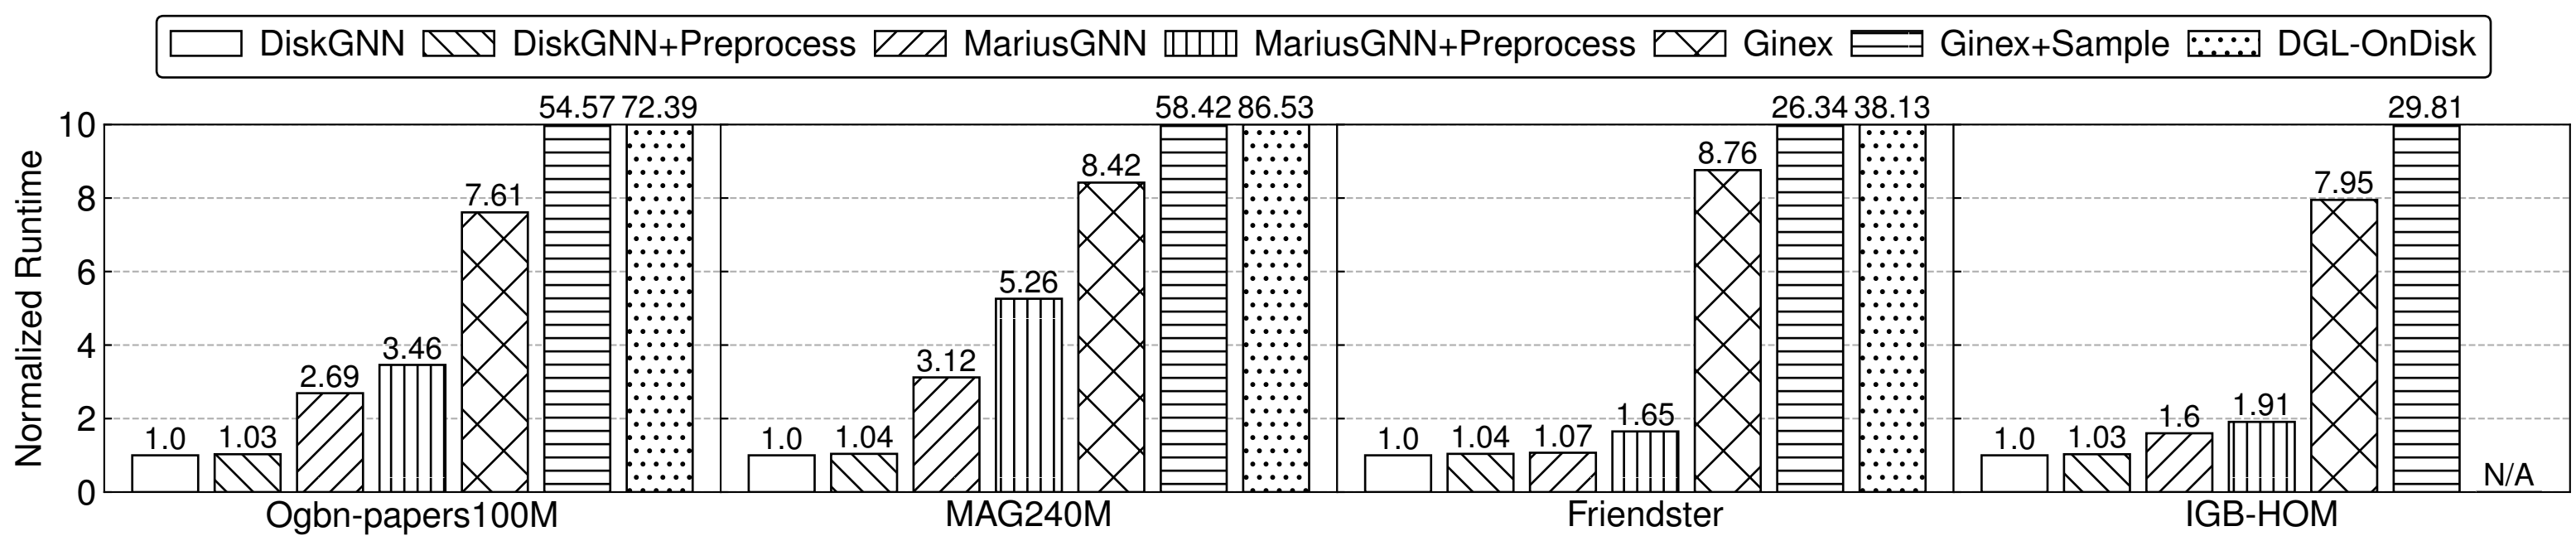 DiskGNN DiskGNN+Preprocess MariusGNN MariusGNN+Preprocess Ginex Ginex+Sample DGL-OnDisk
54.57 72.39 58.42 86.53 26.34 38.13 29.81
Normalized Runtime
10
8
6
4
2
0
1.0 1.03 2.69 3.46 7.61
1.0 1.04 3.12 5.26 8.42
1.0 1.04 1.07 1.65 8.76
1.0 1.03 1.6 1.91 7.95 N/A
Ogbn-papers100M MAG240M Friendster IGB-HOM